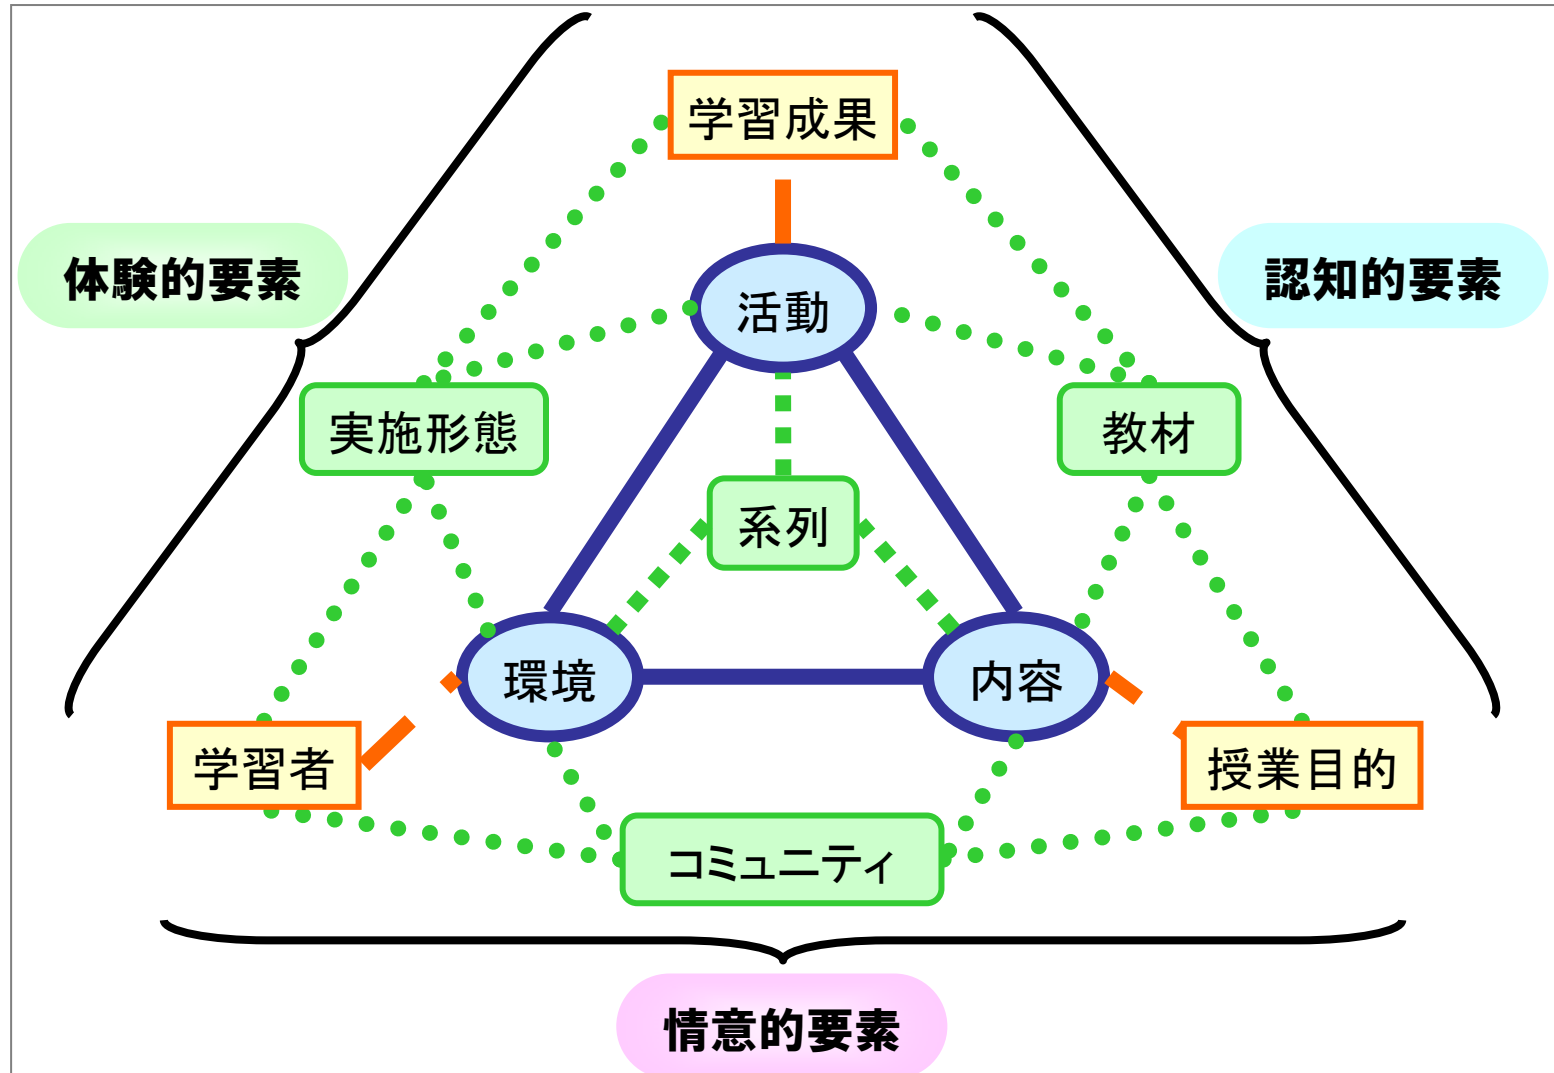 学習成果
体験的要素
認知的要素
活動
実施形態
教材
系列
環境
内容
学習者
授業目的
コミュニティ
情意的要素